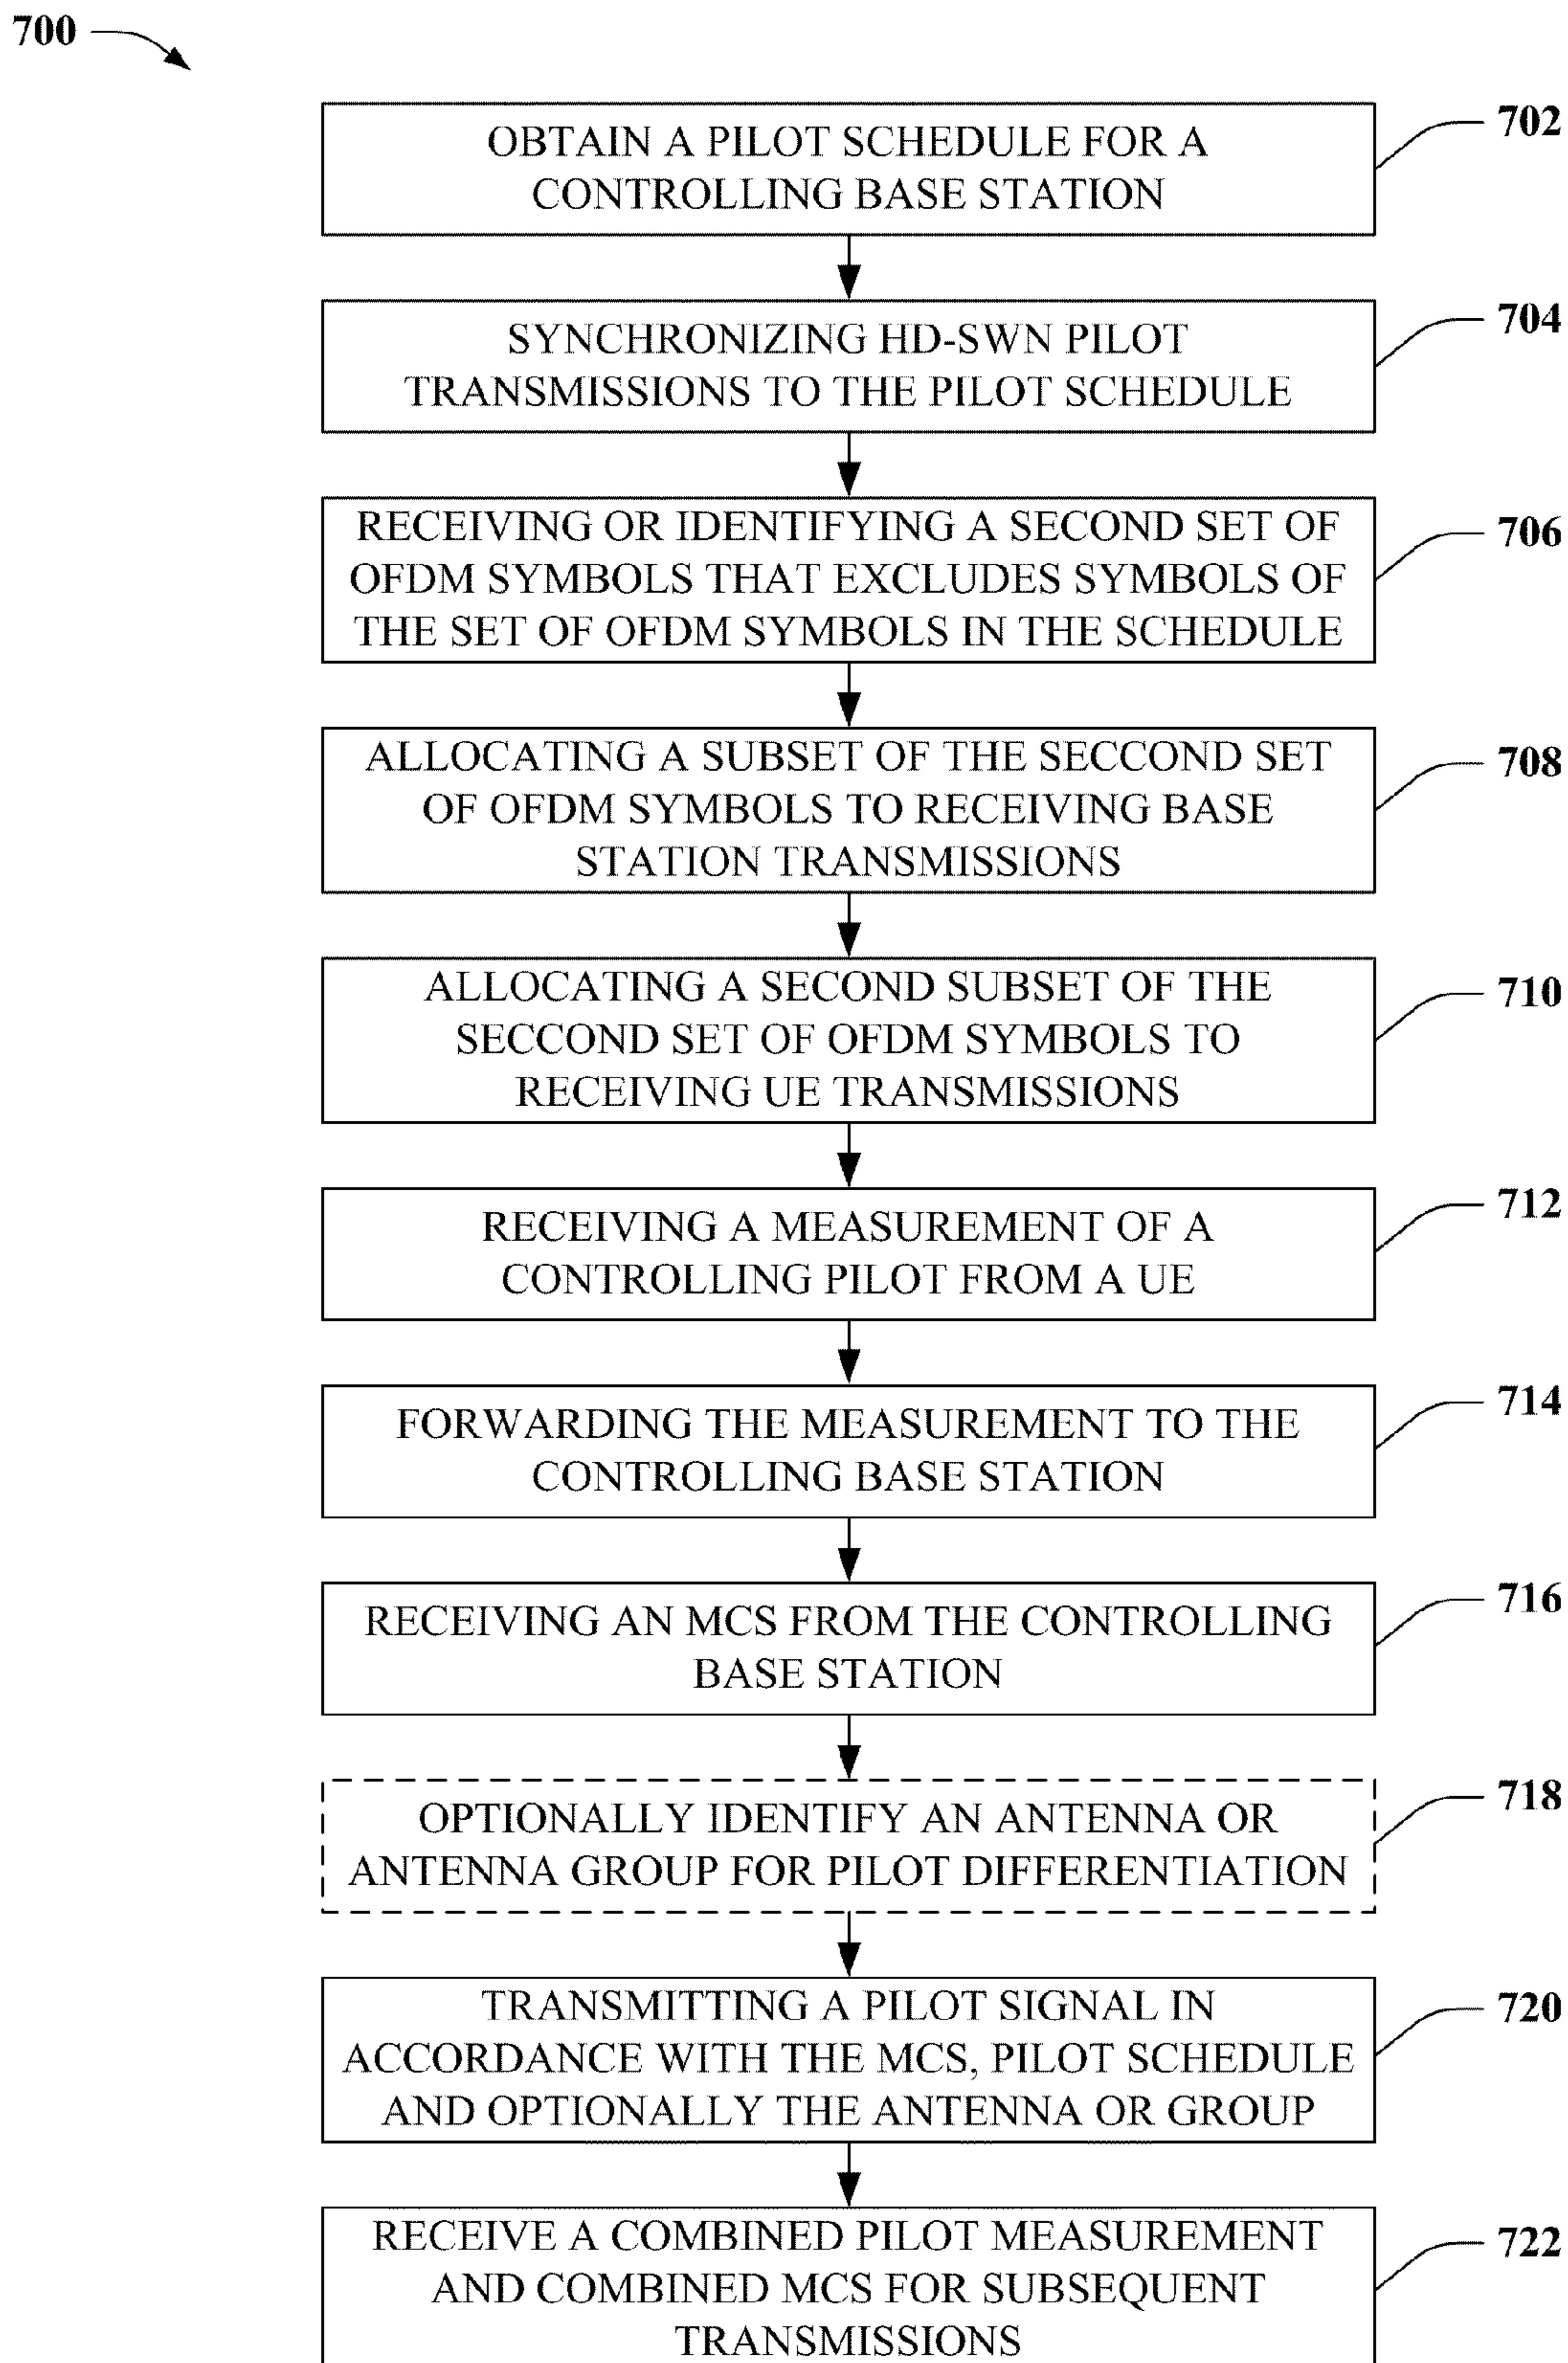 700
OBTAIN A PILOT SCHEDULE FOR A
CONTROLLING BASE STATION
702
SYNCHRONIZING HD-SWN PILOT
TRANSMISSIONS TO THE PILOT SCHEDULE
704
RECEIVING OR IDENTIFYING A SECOND SET OF
OFDM SYMBOLS THAT EXCLUDES SYMBOLS OF
THE SET OF OFDM SYMBOLS IN THE SCHEDULE
706
ALLOCATING A SUBSET OF THE SECCOND SET
OF OFDM SYMBOLS TO RECEIVING BASE
STATION TRANSMISSIONS
708
ALLOCATING A SECOND SUBSET OF THE
SECCOND SET OF OFDM SYMBOLS TO
RECEIVING UE TRANSMISSIONS
710
RECEIVING A MEASUREMENT OF A
CONTROLLING PILOT FROM A UE
712
FORWARDING THE MEASUREMENT TO THE
CONTROLLING BASE STATION
714
RECEIVING AN MCS FROM THE CONTROLLING
BASE STATION
716
OPTIONALLY IDENTIFY AN ANTENNA OR
ANTENNA GROUP FOR PILOT DIFFERENTIATION
718
TRANSMITTING A PILOT SIGNAL IN
ACCORDANCE WITH THE MCS, PILOT SCHEDULE
AND OPTIONALLY THE ANTENNA OR GROUP
720
RECEIVE A COMBINED PILOT MEASUREMENT
AND COMBINED MCS FOR SUBSEQUENT
TRANSMISSIONS
722